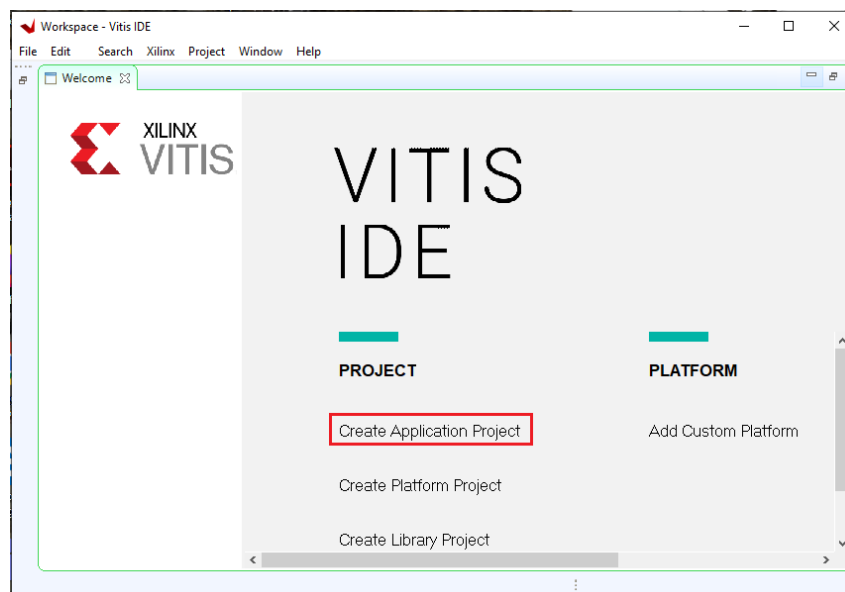 Workspace - Vitis IDE
File Edit Search Xilinx Project Window Help
Welcome
XILINX
VITIS
VITIS
IDE
PROJECT
PLATFORM
Create Application Project
Add Custom Platform
Create Platform Project
Create Library Project